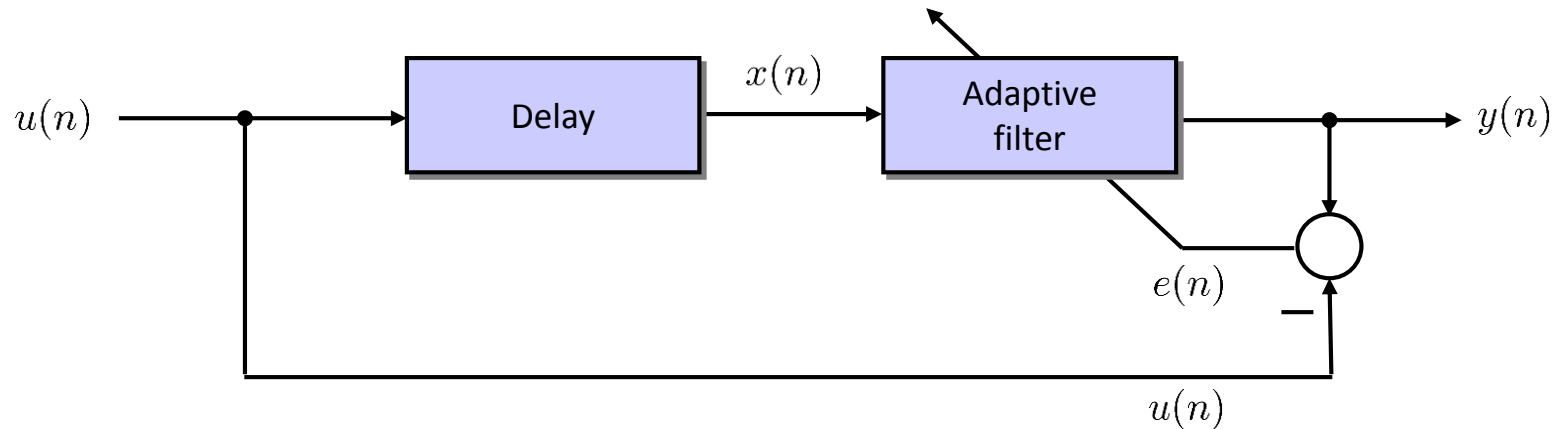 u(n)
Delay
x(n)
Adaptive
filter
y(n)
e(n)
−
u(n)